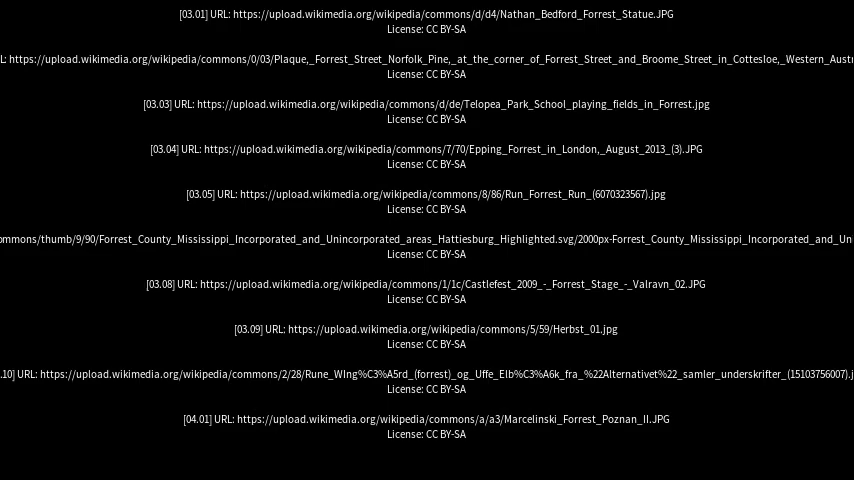 [03.01] URL: https://upload.wikimedia.org/wikipedia/commons/d/d4/Nathan_Bedford_Forrest_Statue.JPG
License: CC BY-SA
L: https://upload.wikimedia.org/wikipedia/commons/0/03/Plaque,_Forrest_Street_Norfolk_Pine,_at_the_corner_of_Forrest_Street_and_Broome_Street_in_Cottesloe,_Western_Austr
License: CC BY-SA
[03.03] URL: https://upload.wikimedia.org/wikipedia/commons/d/de/Telopea_Park_School_playing_fields_in_Forrest.jpg
License: CC BY-SA
[03.04] URL: https://upload.wikimedia.org/wikipedia/commons/7/70/Epping_Forrest_in_London,_August_2013_(3).JPG
License: CC BY-SA
[03.05] URL: https://upload.wikimedia.org/wikipedia/commons/8/86/Run_Forrest_Run_(6070323567).jpg
License: CC BY-SA
ommons/thumb/9/90/Forrest_County_Mississippi_Incorporated_and_Unincorporated_areas_Hattiesburg_Highlighted.svg/2000px-Forrest_County_Mississippi_Incorporated_and_Un
License: CC BY-SA
[03.08] URL: https://upload.wikimedia.org/wikipedia/commons/1/1c/Castlefest_2009_-_Forrest_Stage_-_Valravn_02.JPG
License: CC BY-SA
[03.09] URL: https://upload.wikimedia.org/wikipedia/commons/5/59/Herbst_01.jpg
License: CC BY-SA
.10] URL: https://upload.wikimedia.org/wikipedia/commons/2/28/Rune_WIng%C3%A5rd_(forrest)_og_Uffe_Elb%C3%A6k_fra_%22Alternativet%22_samler_underskrifter_(15103756007).j
License: CC BY-SA
[04.01] URL: https://upload.wikimedia.org/wikipedia/commons/a/a3/Marcelinski_Forrest_Poznan_II.JPG
License: CC BY-SA